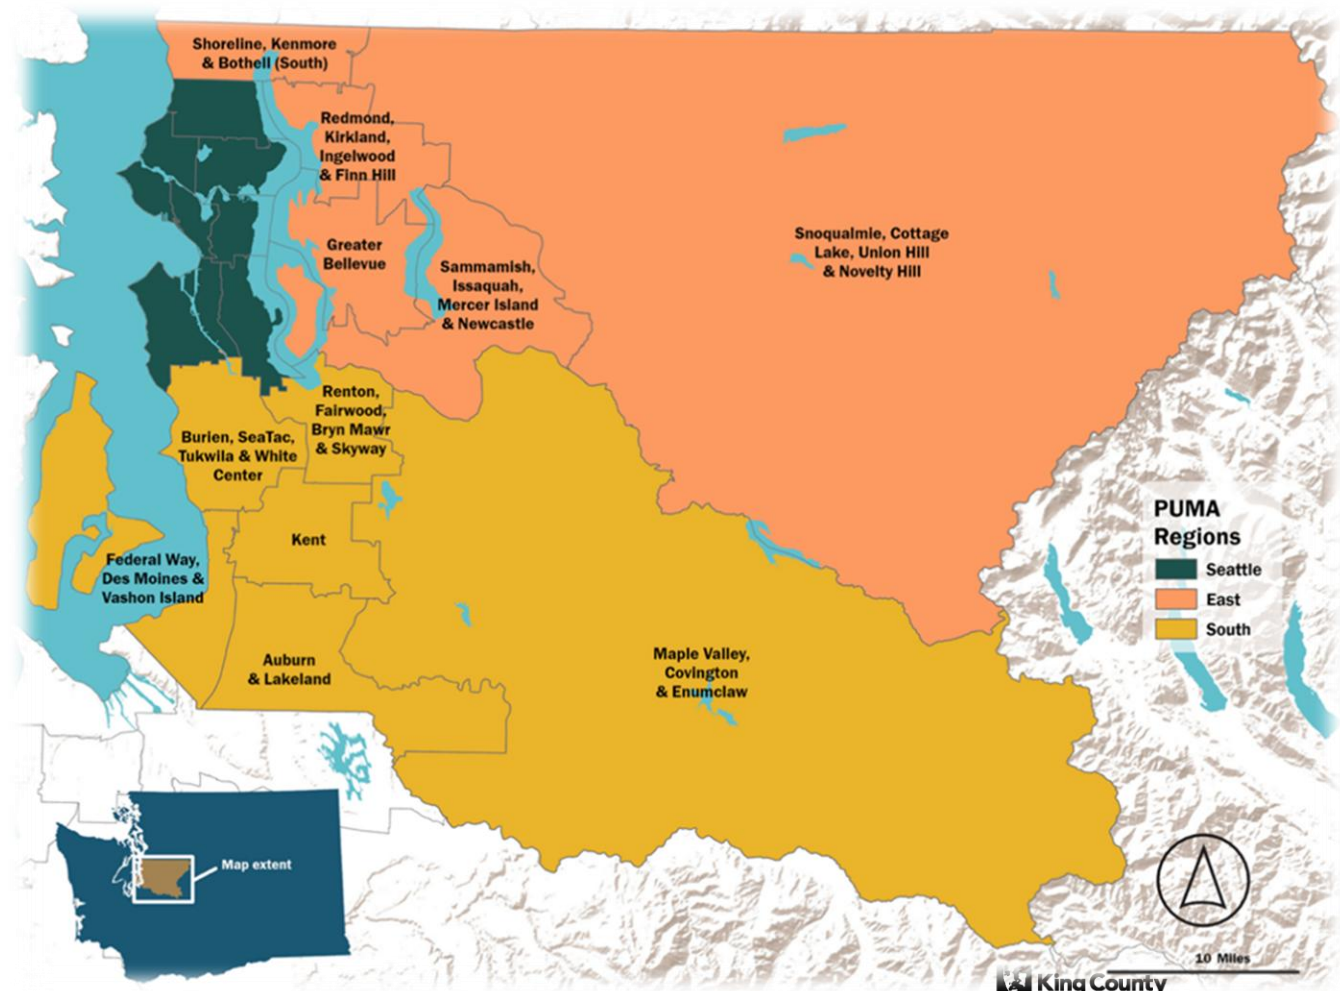 Shoreline, Kenmore
& Bothell (South)
Redmond,
Kirkland,
Ingelwood
& Finn Hill
Greater
Bellevue
Sammamish,
Issaquah,
Mercer Island
& Newcastle
Snoqualmie, Cottage
Lake, Union Hill
& Novelty Hill
Renton,
Fairwood,
Bryn Mawr
& Skyway
Burien, SeaTac,
Tukwila & White
Center
Kent
Federal Way,
Des Moines &
Vashon Island
Auburn
& Lakeland
Maple Valley,
Covington
& Enumclaw
PUMA
Regions
Seattle
East
South
Map extent
10 Miles
King County